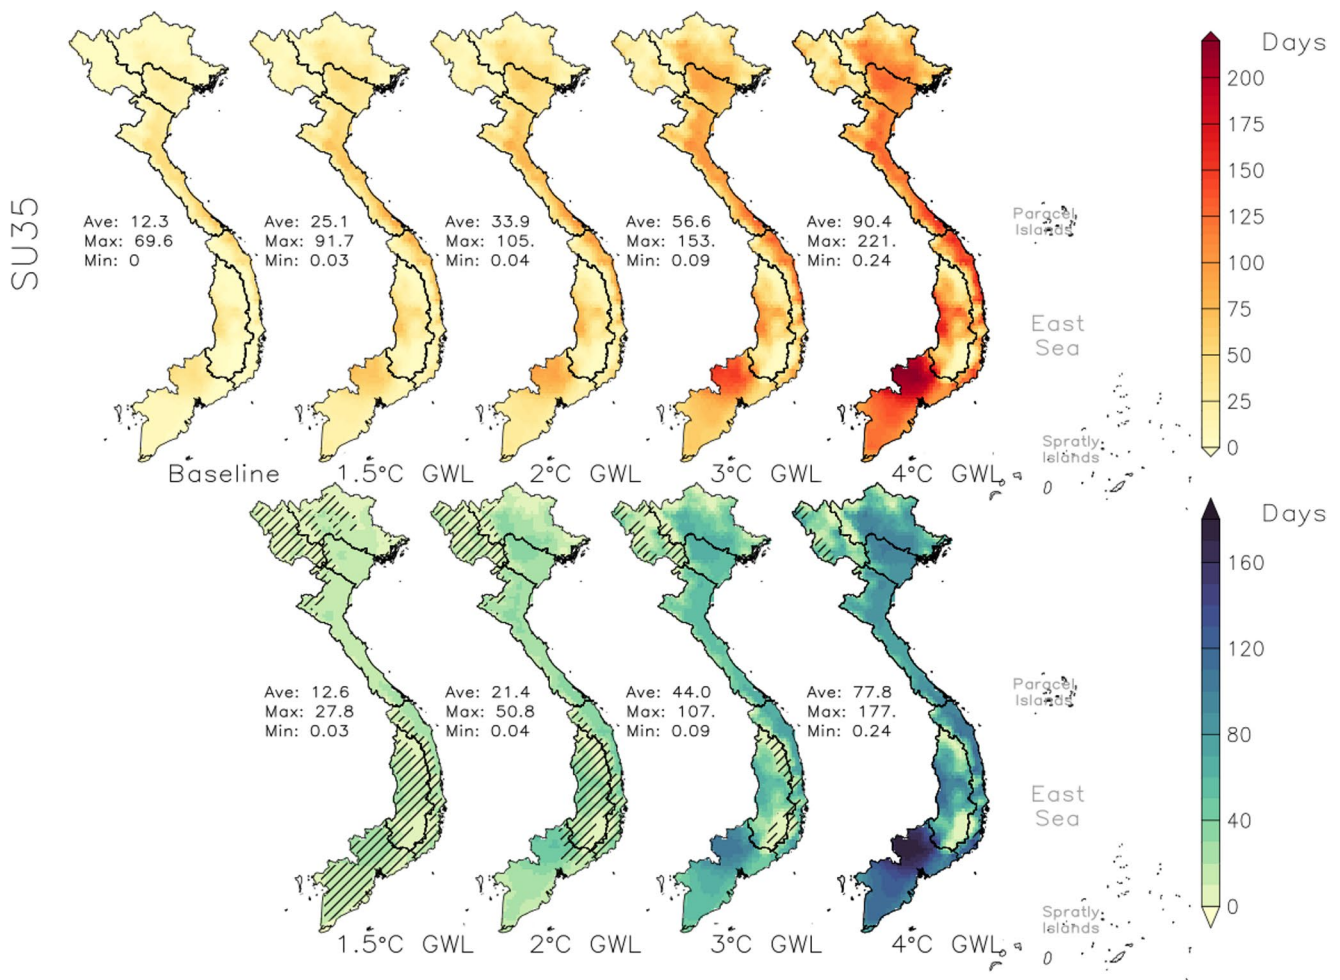 SU35
Ave: 12.3
Max: 69.6
Min: 0
Ave: 25.1
Max: 91.7
Min: 0.03
Ave: 33.9
Max: 105.
Min: 0.04
Ave: 56.6
Max: 153.
Min: 0.09
Ave: 90.4
Max: 221.
Min: 0.24
Paracel
Islands
East
Sea
Spratly
Islands
Baseline
1.5°C GWL
2°C GWL
3°C GWL
4°C GWL
Days
200
175
150
125
100
75
50
25
0
Ave: 12.6
Max: 27.8
Min: 0.03
Ave: 21.4
Max: 50.8
Min: 0.04
Ave: 44.0
Max: 107.
Min: 0.09
Ave: 77.8
Max: 177.
Min: 0.24
Paracel
Islands
East
Sea
Spratly
Islands
1.5°C GWL
2°C GWL
3°C GWL
4°C GWL
Days
160
120
80
40
0